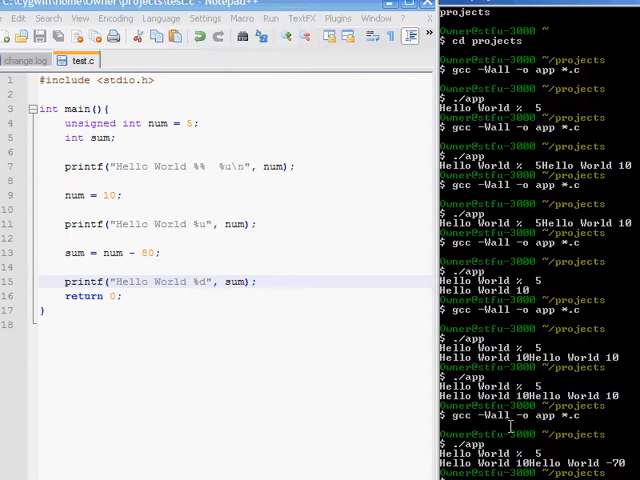 C:\cygwin\home\Owner\projects\test.c - Notepad++
Edit Search View Encoding Language Settings Macro Run TextFX Plugins Window ?
change.log test.c
1 #include <stdio.h>
2
3 int main(){
4 unsigned int num = 5;
5 int sum;
6
7 printf("Hello World %% %u\n", num);
8
9 num = 10;
10
11 printf("Hello World %u", num);
12
13 sum = num - 80;
14
15 printf("Hello World %d", sum);
16 return 0;
17 }
18
projects
Owner@stfu-3000 ~
$ cd projects
Owner@stfu-3000 ~/projects
$ gcc -Wall -o app *.c
Owner@stfu-3000 ~/projects
$ ./app
Hello World % 5
Owner@stfu-3000 ~/projects
$ gcc -Wall -o app *.c
Owner@stfu-3000 ~/projects
$ ./app
Hello World % 5Hello World 10
Owner@stfu-3000 ~/projects
$ gcc -Wall -o app *.c
Owner@stfu-3000 ~/projects
$ ./app
Hello World % 5Hello World 10
Owner@stfu-3000 ~/projects
$ gcc -Wall -o app *.c
Owner@stfu-3000 ~/projects
$ ./app
Hello World % 5
Hello World 10
Owner@stfu-3000 ~/projects
$ gcc -Wall -o app *.c
Owner@stfu-3000 ~/projects
$ ./app
Hello World % 5
Hello World 10Hello World 10
Owner@stfu-3000 ~/projects
$ ./app
Hello World % 5
Hello World 10Hello World 10
Owner@stfu-3000 ~/projects
$ gcc -Wall -o app *.c
Owner@stfu-3000 ~/projects
$ ./app
Hello World % 5
Hello World 10Hello World -70
Owner@stfu-3000 ~/projects